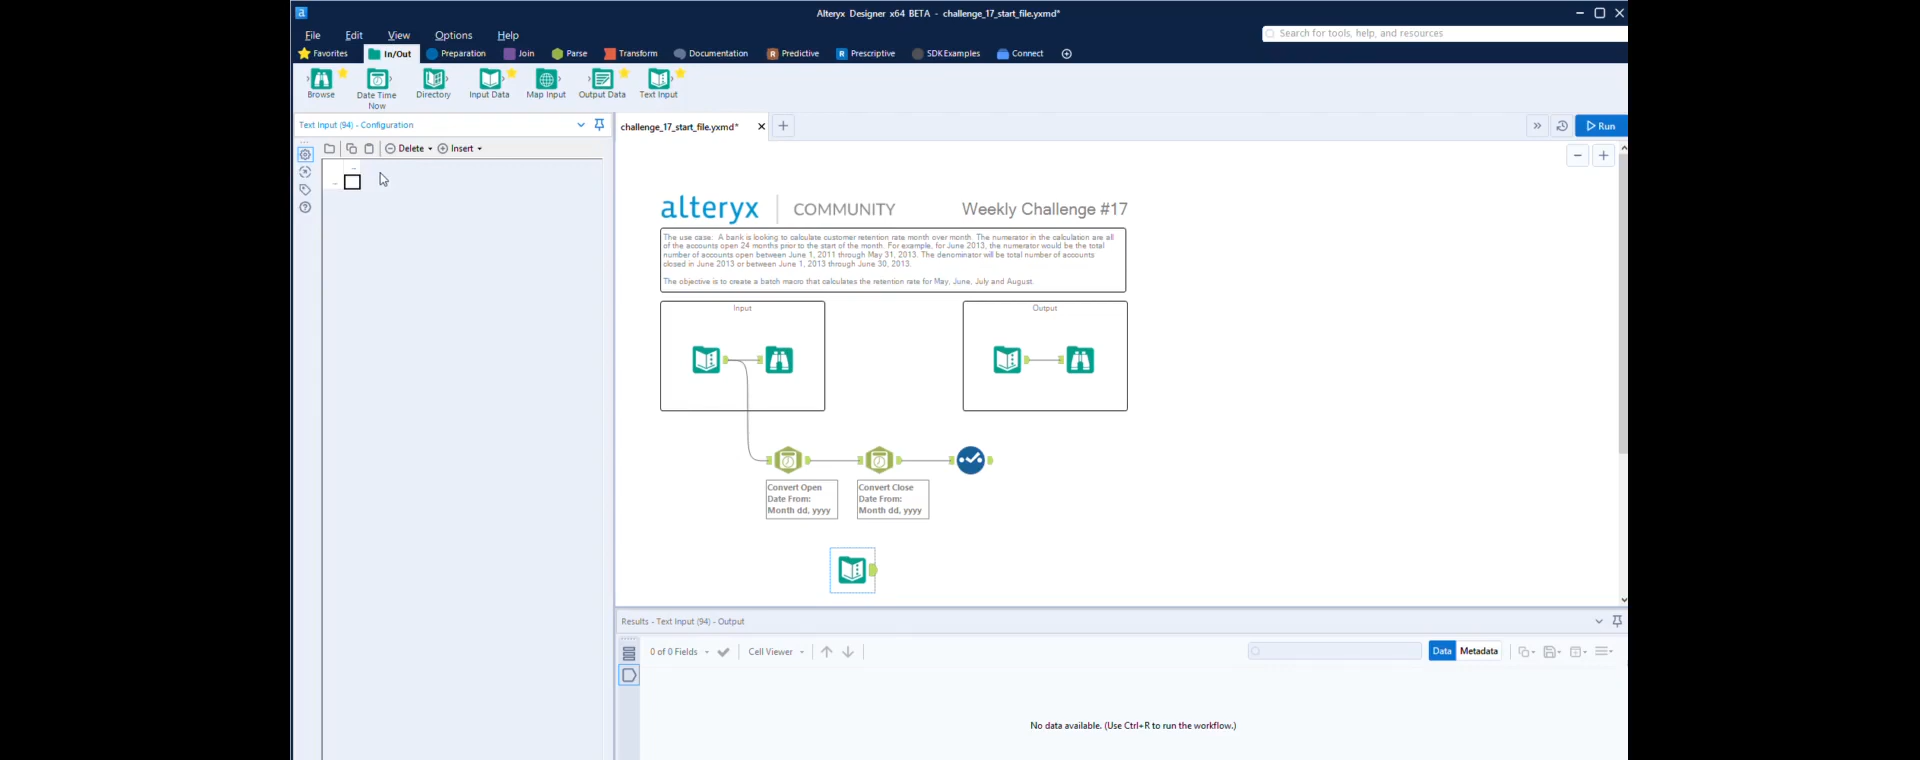 a
Alteryx Designer x64 BETA - challenge_17_start_file.yxmd*
File Edit View Options Help
Search for tools, help, and resources
Favorites In/Out Preparation Join Parse Transform Documentation R Predictive R Prescriptive SDKExamples Connect
Browse Date Time Now Directory Input Data Map Input Output Data Text Input
Text Input (94) - Configuration
challenge_17_start_file.yxmd*
Run
Delete Insert
alteryx COMMUNITY Weekly Challenge #17
The use case: A bank is looking to calculate customer retention rate month over month. The numerator in the calculation are all
of the accounts open 24 months prior to the start of the month. For example, for June 2013, the numerator would be the total
number of accounts open between June 1, 2011 through May 31, 2013. The denominator will be total number of accounts
closed in June 2013 or between June 1, 2013 through June 30, 2013.
The objective is to create a batch macro that calculates the retention rate for May, June, July and August.
Input
Output
Convert Open
Date From:
Month dd, yyyy
Convert Close
Date From:
Month dd, yyyy
Results - Text Input (94) - Output
0 of 0 Fields Cell Viewer Data Metadata
No data available. (Use Ctrl+R to run the workflow.)